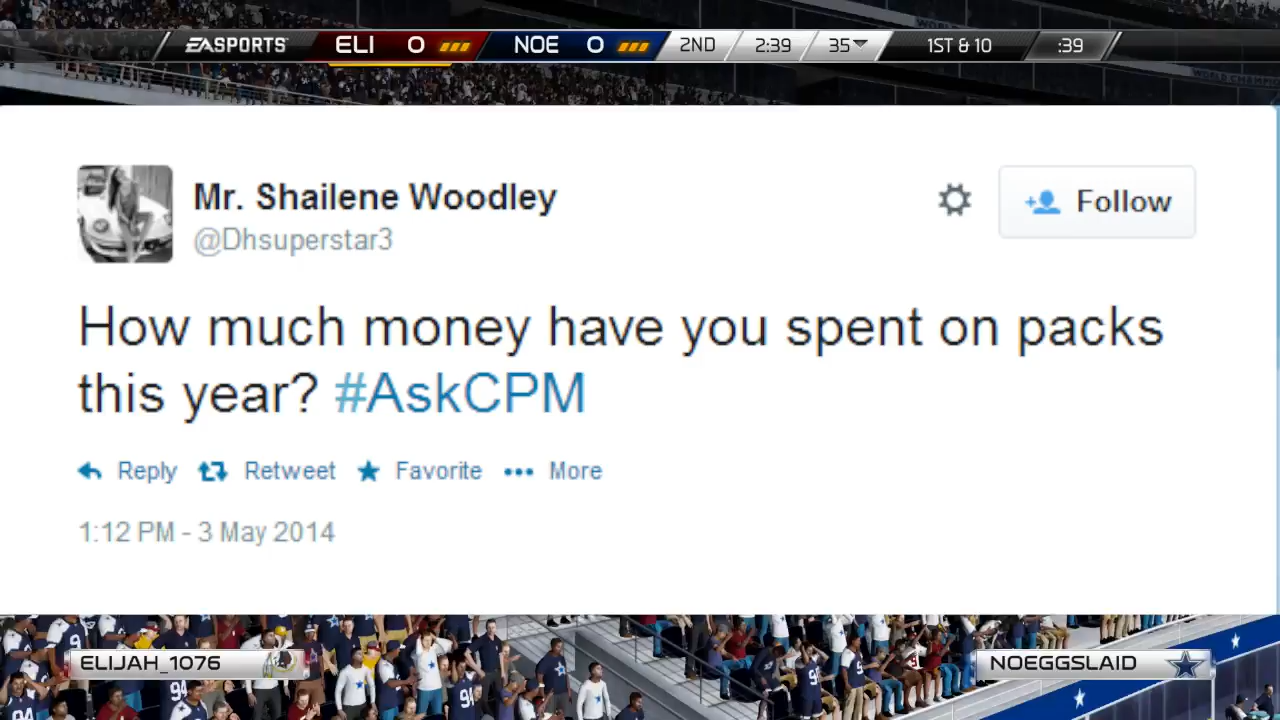 EA SPORTS ELI 0 NOE 0 2ND 2:39 35 1ST & 10 :39
Mr. Shailene Woodley
@Dhsuperstar3
Follow
How much money have you spent on packs
this year? #AskCPM
Reply Retweet Favorite More
1:12 PM - 3 May 2014
ELIJAH_1076
NOEGGSLAID